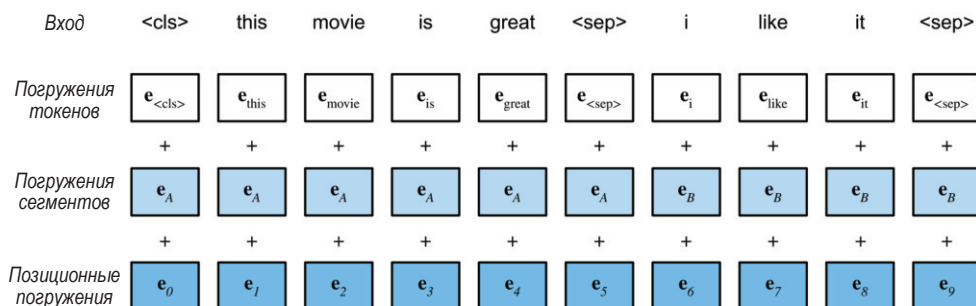 Вход <cls> this movie is great <sep> i like it <sep>
Погружения
токенов
e<cls> ethis emovie eis egreat e<sep> ei elike eit e<sep>
+ + + + + + + + + +
Погружения
сегментов
eA eA eA eA eA eA eB eB eB eB
+ + + + + + + + + +
Позиционные
погружения
e0 e1 e2 e3 e4 e5 e6 e7 e8 e9